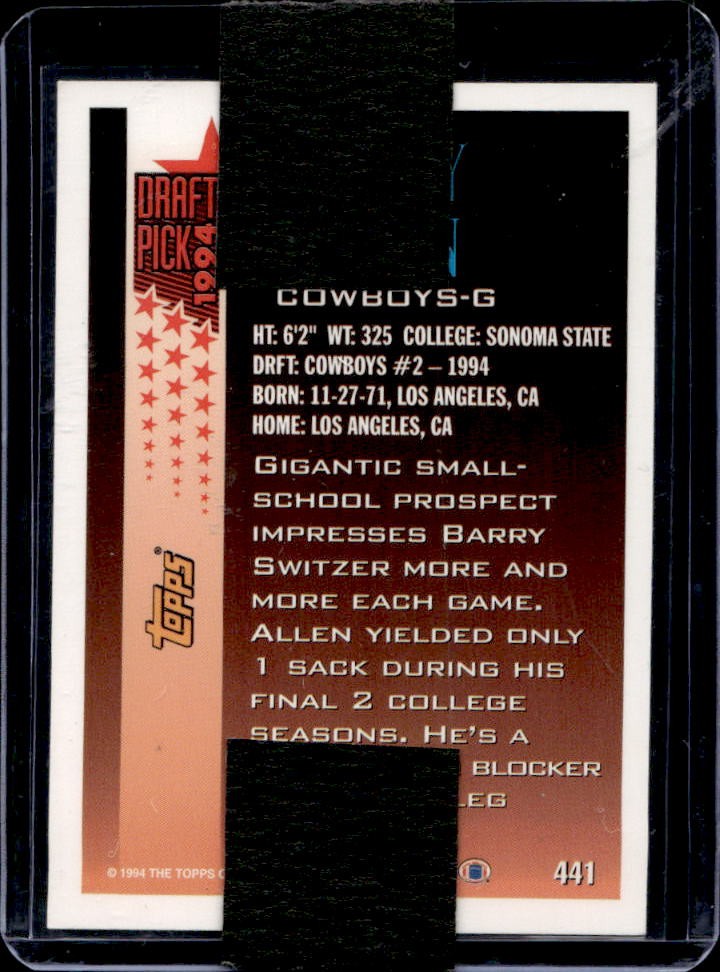 DRAFT
PICK
1994
COWBOYS-G
HT: 6'2" WT: 325 COLLEGE: SONOMA STATE
DRFT: COWBOYS #2 – 1994
BORN: 11-27-71, LOS ANGELES, CA
HOME: LOS ANGELES, CA
GIGANTIC SMALL-
SCHOOL PROSPECT
IMPRESSES BARRY
SWITZER MORE AND
MORE EACH GAME.
ALLEN YIELDED ONLY
1 SACK DURING HIS
FINAL 2 COLLEGE
SEASONS. HE'S A
BLOCKER
LEG
TOPPS®
© 1994 THE TOPPS
441